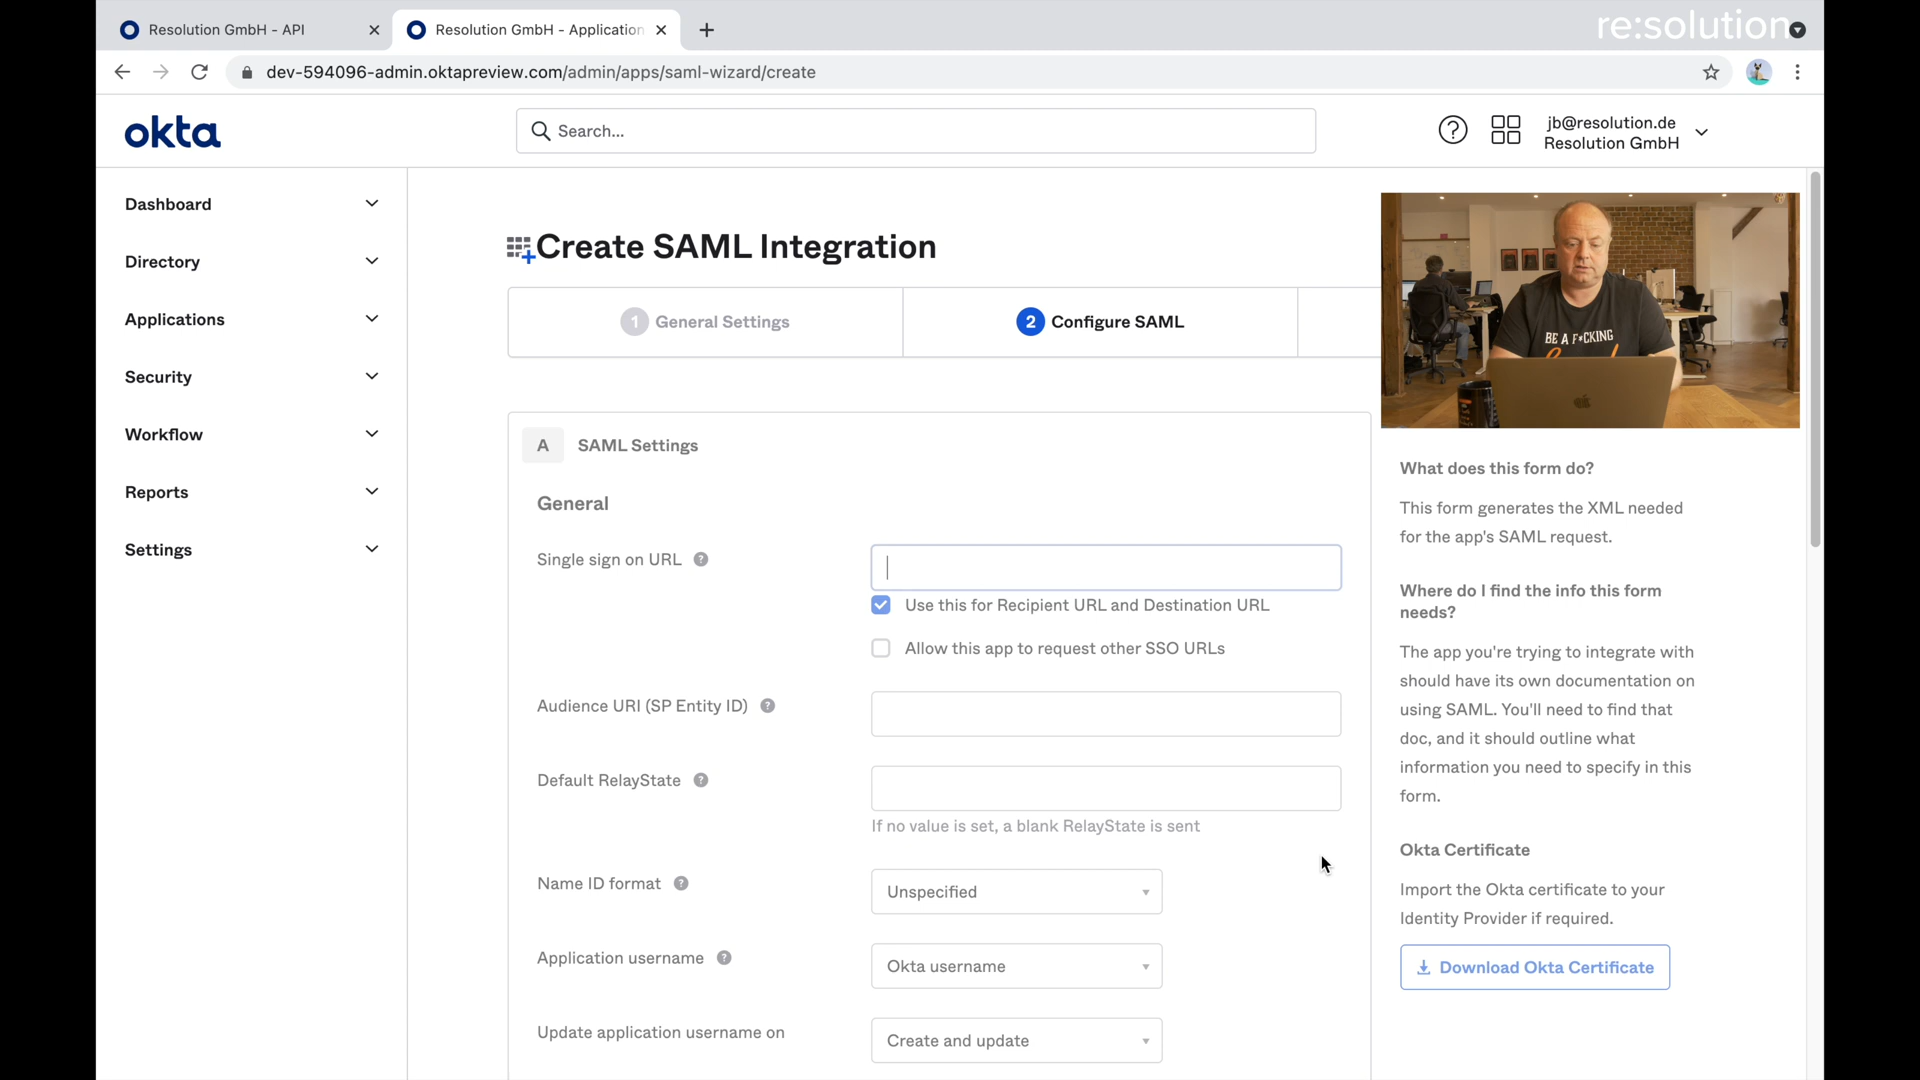 Resolution GmbH - API
Resolution GmbH - Application
re:solution
dev-594096-admin.oktapreview.com/admin/apps/saml-wizard/create
okta
Search...
jb@resolution.de
Resolution GmbH
Dashboard
Directory
Applications
Security
Workflow
Reports
Settings
Create SAML Integration
1 General Settings
2 Configure SAML
BE A F*CKING
A SAML Settings
General
Single sign on URL ?
Use this for Recipient URL and Destination URL
Allow this app to request other SSO URLs
Audience URI (SP Entity ID) ?
Default RelayState ?
If no value is set, a blank RelayState is sent
Name ID format ?
Unspecified
Application username ?
Okta username
Update application username on
Create and update
What does this form do?
This form generates the XML needed
for the app's SAML request.
Where do I find the info this form
needs?
The app you're trying to integrate with
should have its own documentation on
using SAML. You'll need to find that
doc, and it should outline what
information you need to specify in this
form.
Okta Certificate
Import the Okta certificate to your
Identity Provider if required.
Download Okta Certificate